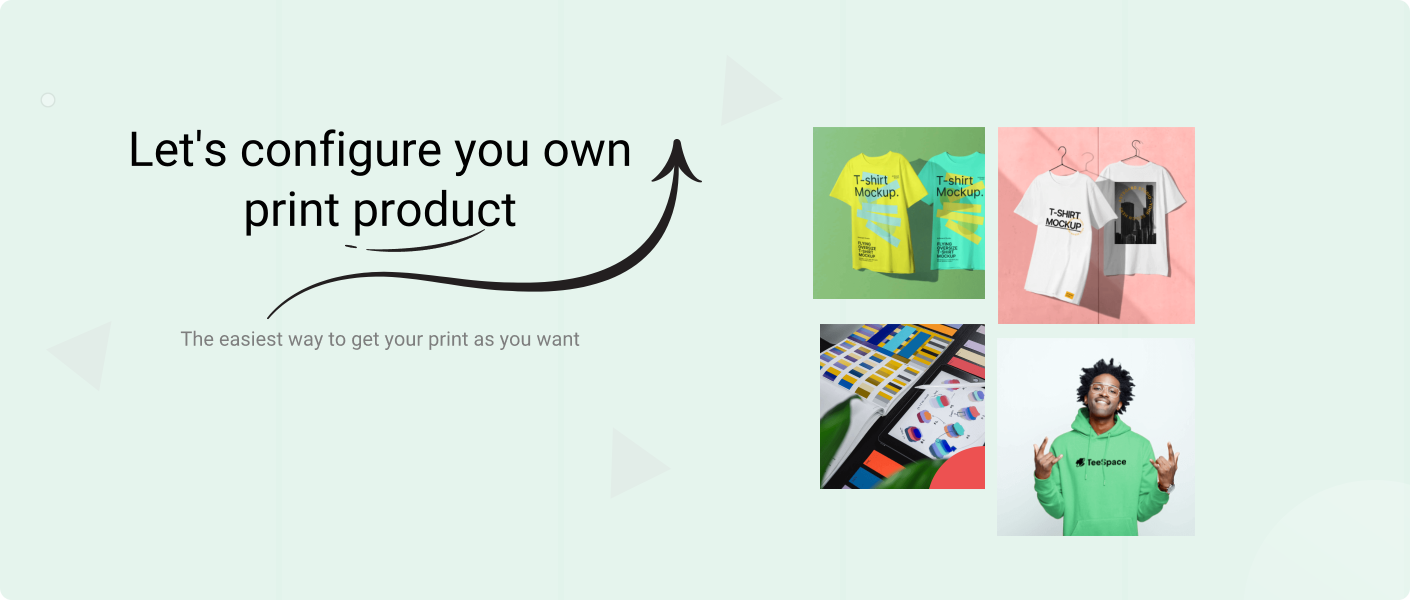 Let's configure you own
print product
The easiest way to get your print as you want
T-shirt
Mockup.
FLYING
OVERSIZE
T-SHIRT
MOCKUP
T-shirt
Mockup.
FLYING
OVERSIZE
T-SHIRT
MOCKUP
T-SHIRT
MOCKUP
TeeSpace